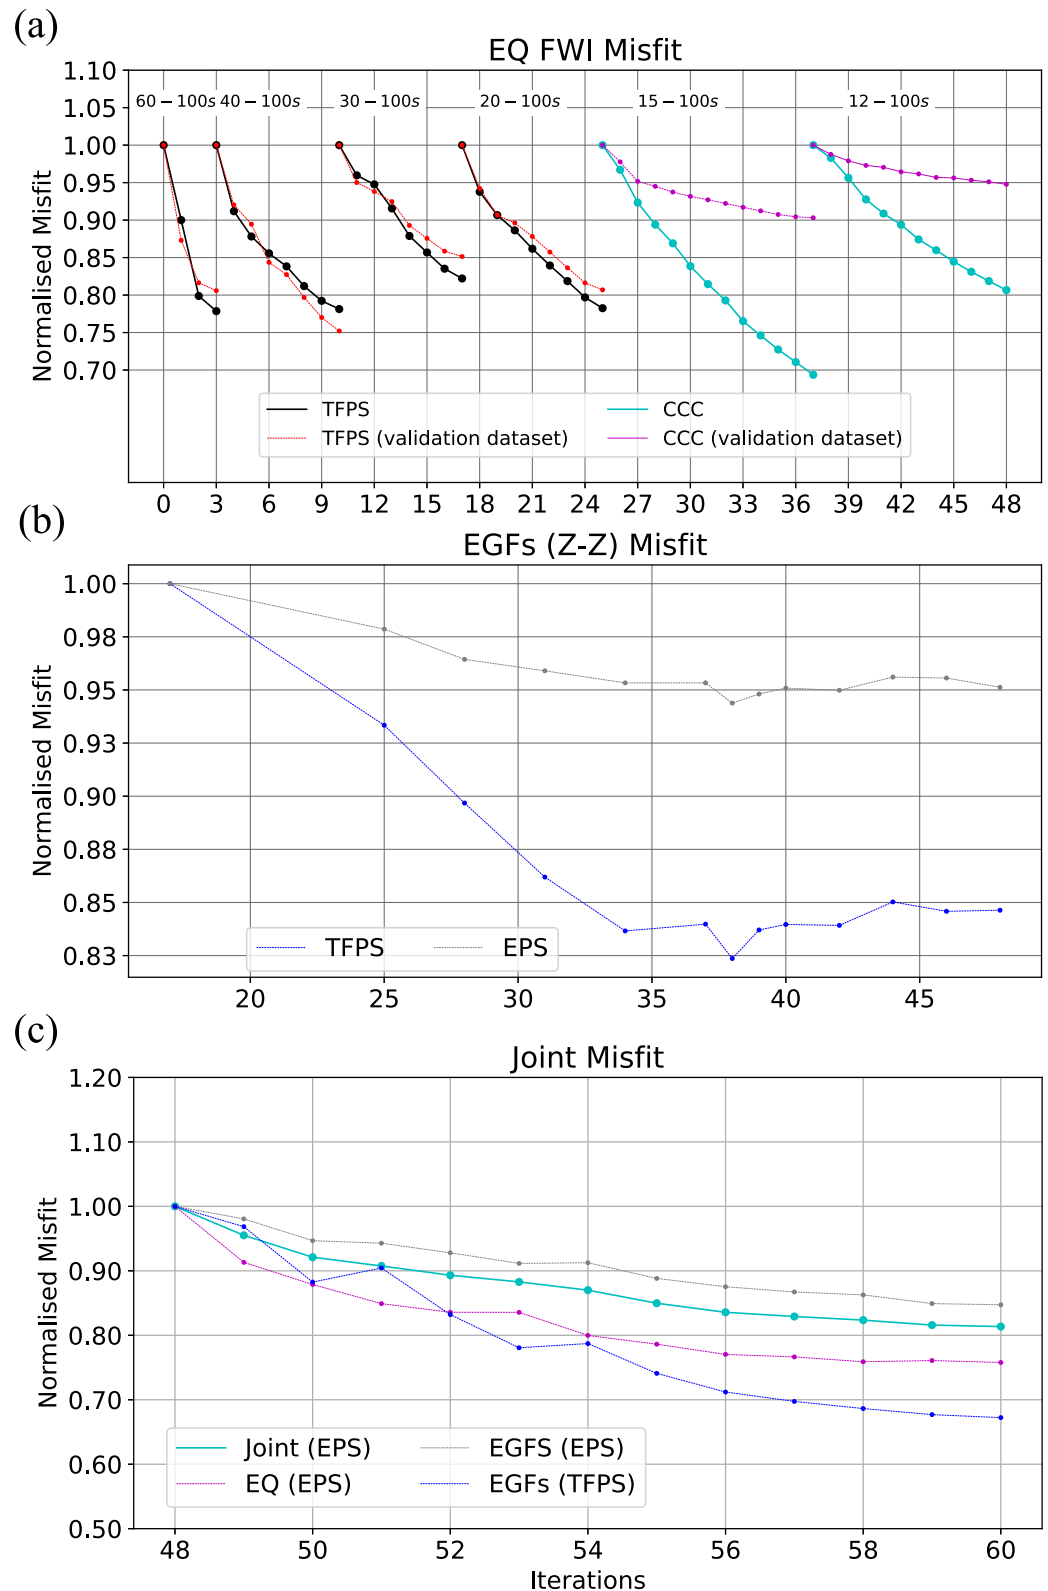 (a)
EQ FWI Misfit
Normalised Misfit
1.10
1.05
1.00
0.95
0.90
0.85
0.80
0.75
0.70
60 − 100s 40 − 100s 30 − 100s 20 − 100s 15 − 100s 12 − 100s
TFPS CCC
TFPS (validation dataset) CCC (validation dataset)
0 3 6 9 12 15 18 21 24 27 30 33 36 39 42 45 48
(b)
EGFs (Z-Z) Misfit
Normalised Misfit
1.00
0.98
0.95
0.93
0.90
0.88
0.85
0.83
TFPS EPS
20 25 30 35 40 45
(c)
Joint Misfit
Normalised Misfit
1.20
1.10
1.00
0.90
0.80
0.70
0.60
0.50
Joint (EPS) EGFS (EPS)
EQ (EPS) EGFs (TFPS)
48 50 52 54 56 58 60
Iterations